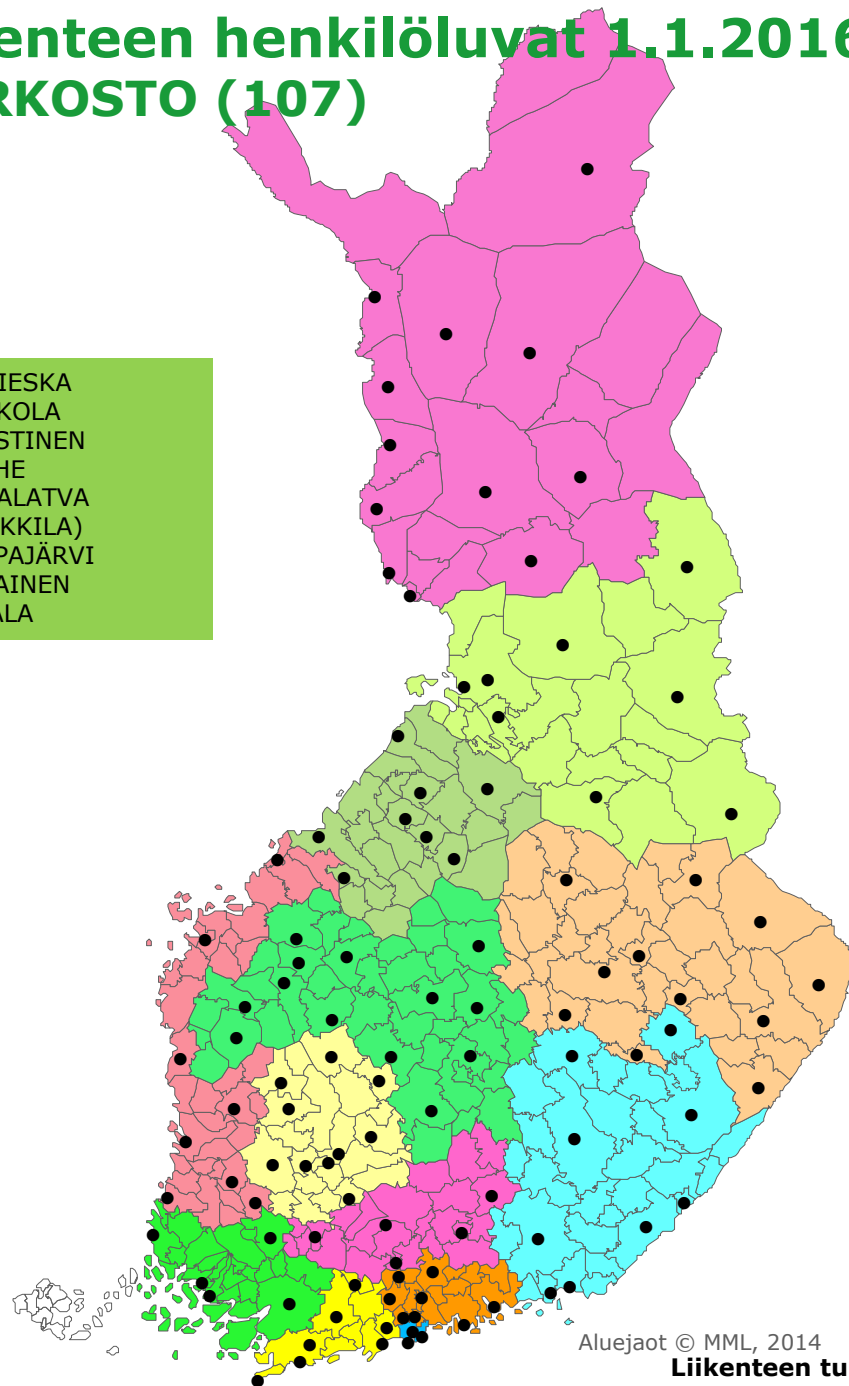 enteen henkilöluvat 1.1.2016
RKOSTO (107)
IESKA
KOLA
STINEN
HE
ALATVA
KKILA)
PAJÄRVI
AINEN
ALA
Aluejaot © MML, 2014
Liikenteen tu